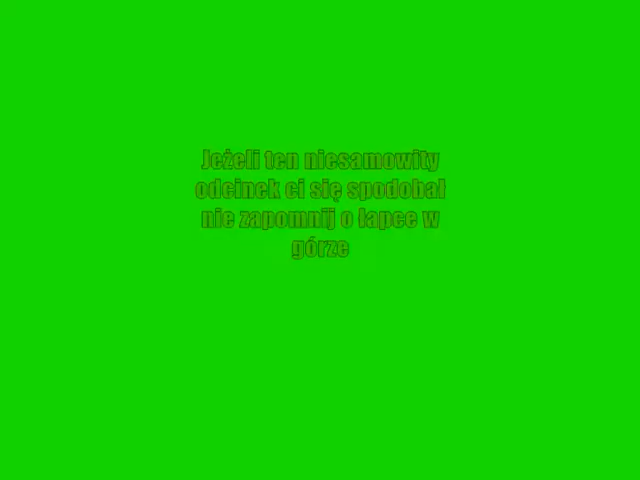 Jeżeli ten niesamowity
odcinek ci się spodobał
nie zapomnij o łapce w
górze